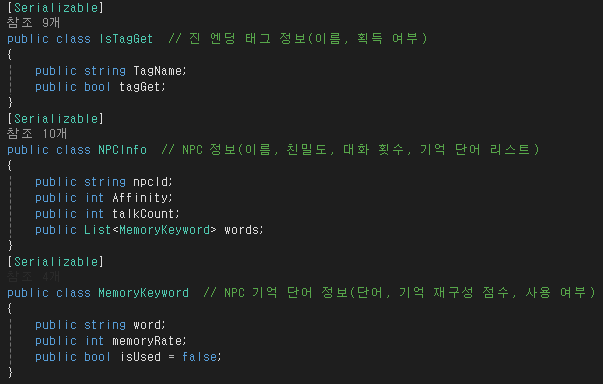 [Serializable]
참조 9개
public class IsTagGet  // 진 엔딩 태그 정보(이름, 획득 여부)
{
    public string TagName;
    public bool tagGet;
}
[Serializable]
참조 10개
public class NPCInfo  // NPC 정보(이름, 친밀도, 대화 횟수, 기억 단어 리스트)
{
    public string npcId;
    public int Affinity;
    public int talkCount;
    public List<MemoryKeyword> words;
}
[Serializable]
참조 4개
public class MemoryKeyword  // NPC 기억 단어 정보(단어, 기억 재구성 점수, 사용 여부)
{
    public string word;
    public int memoryRate;
    public bool isUsed = false;
}